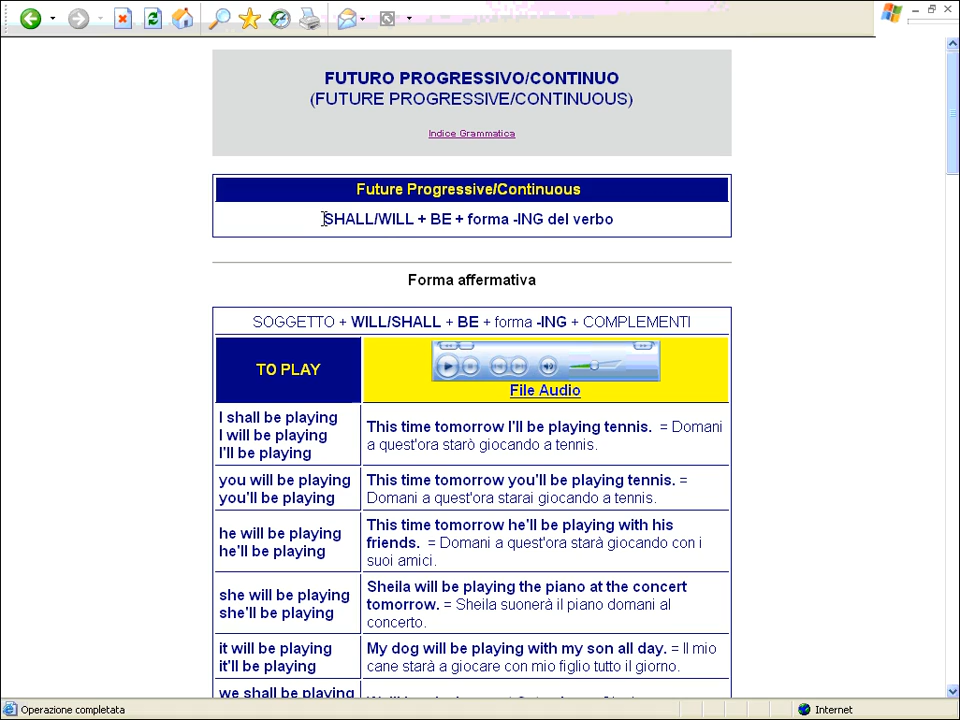 FUTURO PROGRESSIVO/CONTINUO
(FUTURE PROGRESSIVE/CONTINUOUS)
Indice Grammatica
Future Progressive/Continuous
SHALL/WILL + BE + forma -ING del verbo
Forma affermativa
SOGGETTO + WILL/SHALL + BE + forma -ING + COMPLEMENTI
TO PLAY
File Audio
I shall be playing
I will be playing
I'll be playing
This time tomorrow I'll be playing tennis. = Domani
a quest'ora starò giocando a tennis.
you will be playing
you'll be playing
This time tomorrow you'll be playing tennis. =
Domani a quest'ora starai giocando a tennis.
he will be playing
he'll be playing
This time tomorrow he'll be playing with his
friends. = Domani a quest'ora starà giocando con i
suoi amici.
she will be playing
she'll be playing
Sheila will be playing the piano at the concert
tomorrow. = Sheila suonerà il piano domani al
concerto.
it will be playing
it'll be playing
My dog will be playing with my son all day. = Il mio
cane starà a giocare con mio figlio tutto il giorno.
we shall be playing
Operazione completata
Internet